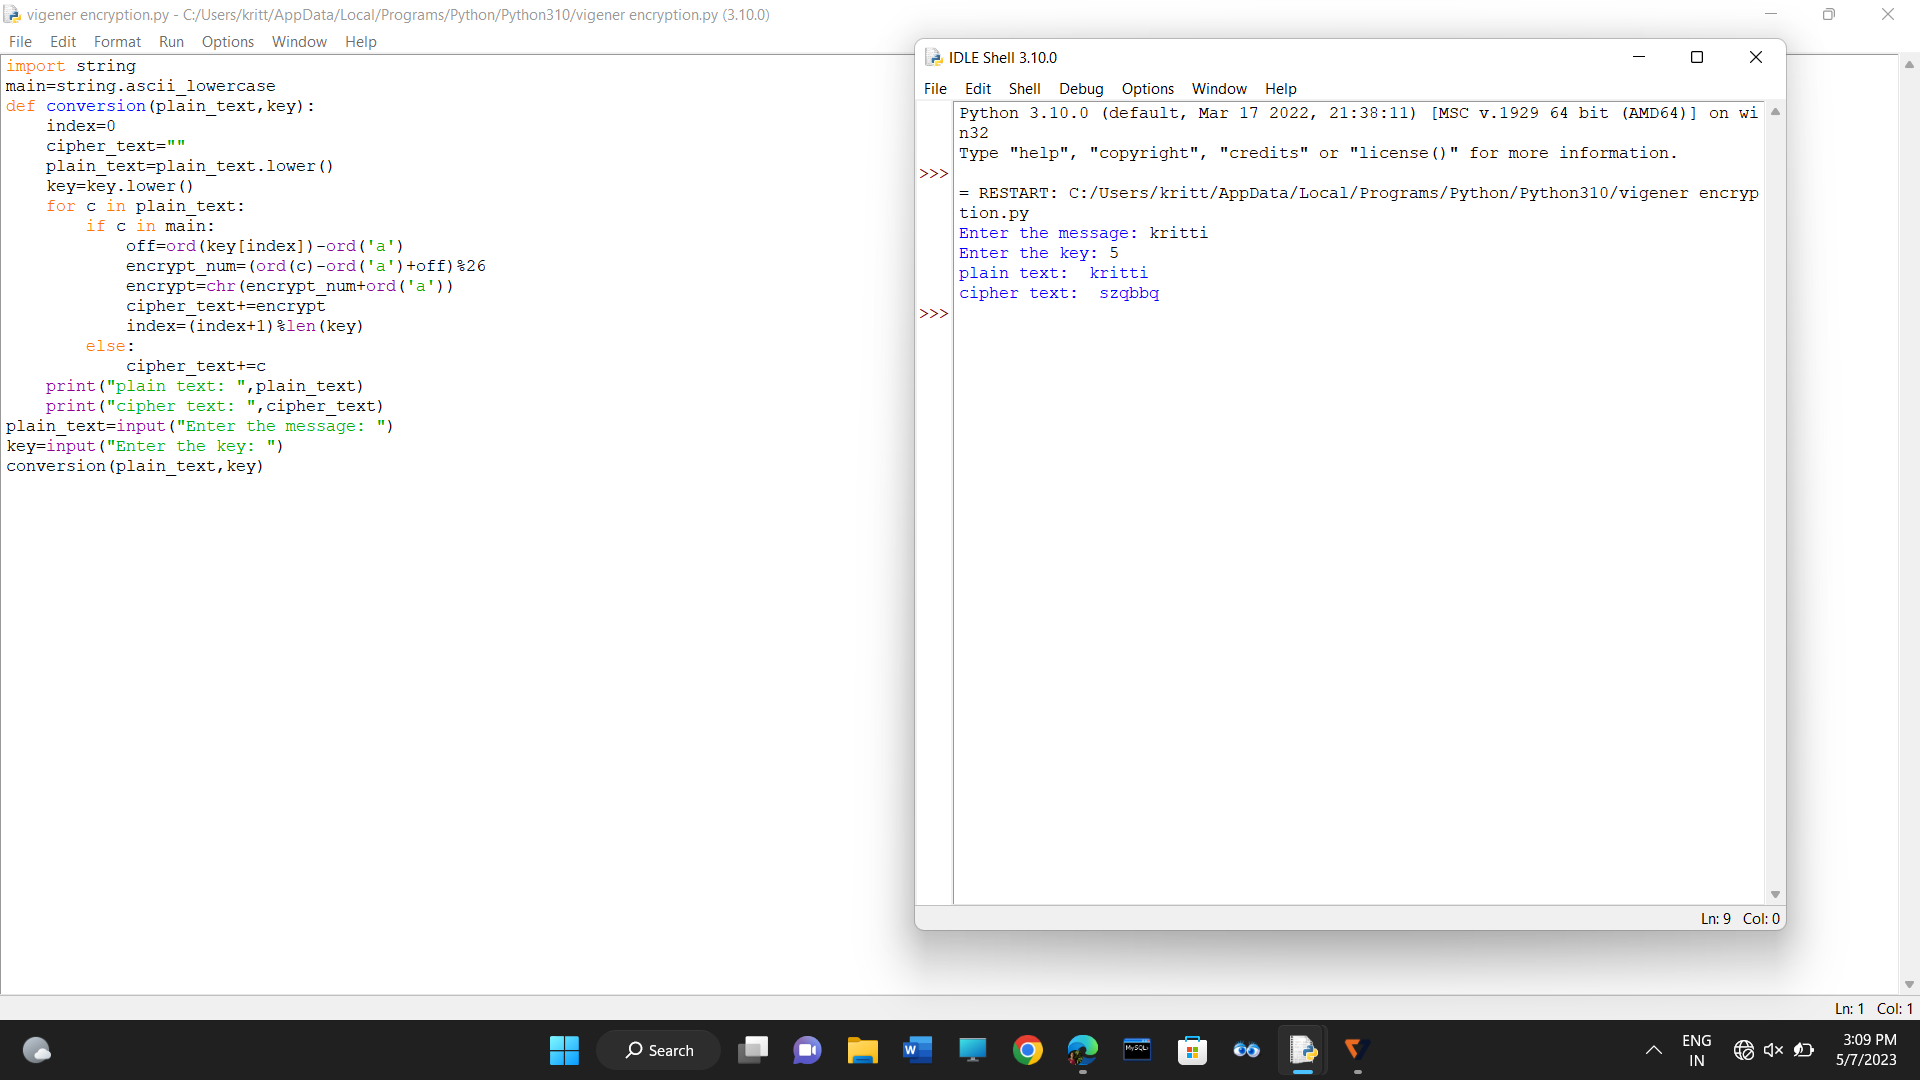 vigener encryption.py - C:/Users/kritt/AppData/Local/Programs/Python/Python310/vigener encryption.py (3.10.0)
File Edit Format Run Options Window Help
import string
main=string.ascii_lowercase
def conversion(plain_text,key):
    index=0
    cipher_text=""
    plain_text=plain_text.lower()
    key=key.lower()
    for c in plain_text:
        if c in main:
            off=ord(key[index])-ord('a')
            encrypt_num=(ord(c)-ord('a')+off)%26
            encrypt=chr(encrypt_num+ord('a'))
            cipher_text+=encrypt
            index=(index+1)%len(key)
        else:
            cipher_text+=c
    print("plain text: ",plain_text)
    print("cipher text: ",cipher_text)
plain_text=input("Enter the message: ")
key=input("Enter the key: ")
conversion(plain_text,key)
IDLE Shell 3.10.0
File Edit Shell Debug Options Window Help
Python 3.10.0 (default, Mar 17 2022, 21:38:11) [MSC v.1929 64 bit (AMD64)] on wi
n32
Type "help", "copyright", "credits" or "license()" for more information.
>>>
= RESTART: C:/Users/kritt/AppData/Local/Programs/Python/Python310/vigener encryp
tion.py
Enter the message: kritti
Enter the key: 5
plain text:  kritti
cipher text:  szqbbq
>>>
Ln: 9 Col: 0
Ln: 1 Col: 1
Search
W
MySQL
ENG
IN
3:09 PM
5/7/2023